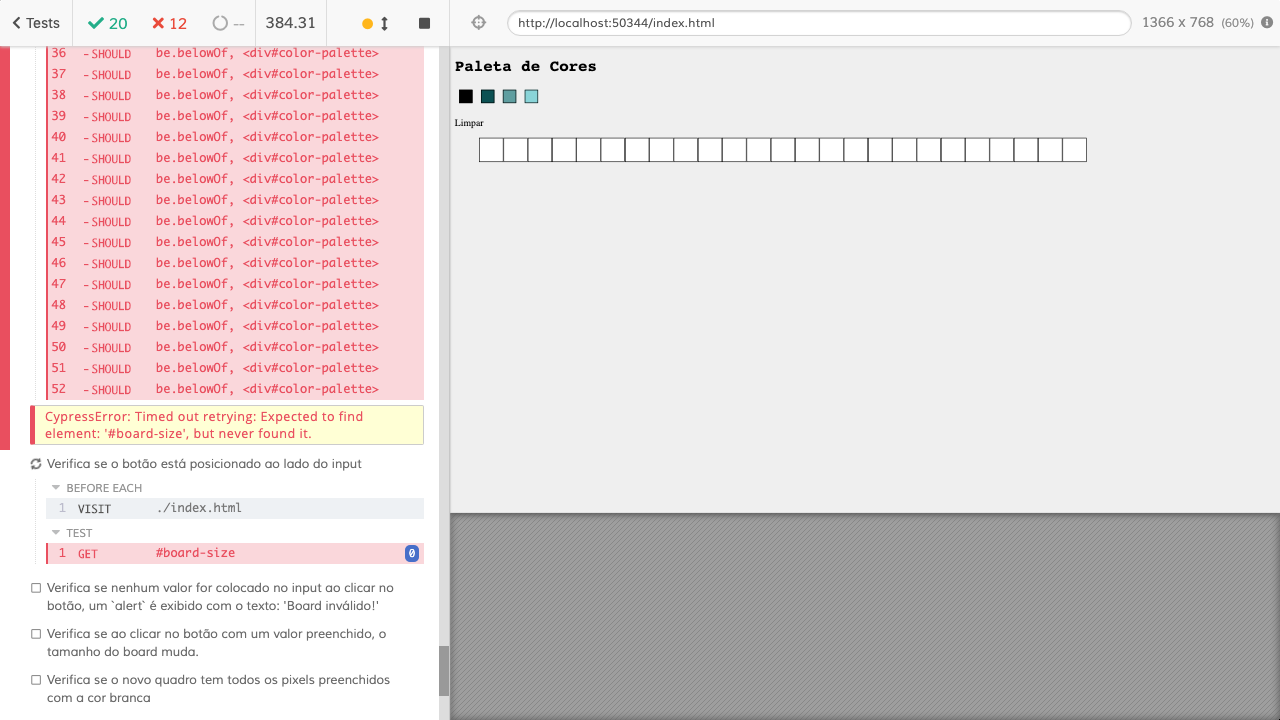 Tests 20 12 -- 384.31 http://localhost:50344/index.html 1366 x 768 (60%)
36 -SHOULD be.belowOf, <div#color-palette>
37 -SHOULD be.belowOf, <div#color-palette>
38 -SHOULD be.belowOf, <div#color-palette>
39 -SHOULD be.belowOf, <div#color-palette>
40 -SHOULD be.belowOf, <div#color-palette>
41 -SHOULD be.belowOf, <div#color-palette>
42 -SHOULD be.belowOf, <div#color-palette>
43 -SHOULD be.belowOf, <div#color-palette>
44 -SHOULD be.belowOf, <div#color-palette>
45 -SHOULD be.belowOf, <div#color-palette>
46 -SHOULD be.belowOf, <div#color-palette>
47 -SHOULD be.belowOf, <div#color-palette>
48 -SHOULD be.belowOf, <div#color-palette>
49 -SHOULD be.belowOf, <div#color-palette>
50 -SHOULD be.belowOf, <div#color-palette>
51 -SHOULD be.belowOf, <div#color-palette>
52 -SHOULD be.belowOf, <div#color-palette>
CypressError: Timed out retrying: Expected to find
element: '#board-size', but never found it.
Verifica se o botão está posicionado ao lado do input
BEFORE EACH
1 VISIT ./index.html
TEST
1 GET #board-size 0
Verifica se nenhum valor for colocado no input ao clicar no
botão, um `alert` é exibido com o texto: 'Board inválido!'
Verifica se ao clicar no botão com um valor preenchido, o
tamanho do board muda.
Verifica se o novo quadro tem todos os pixels preenchidos
com a cor branca
Paleta de Cores
Limpar